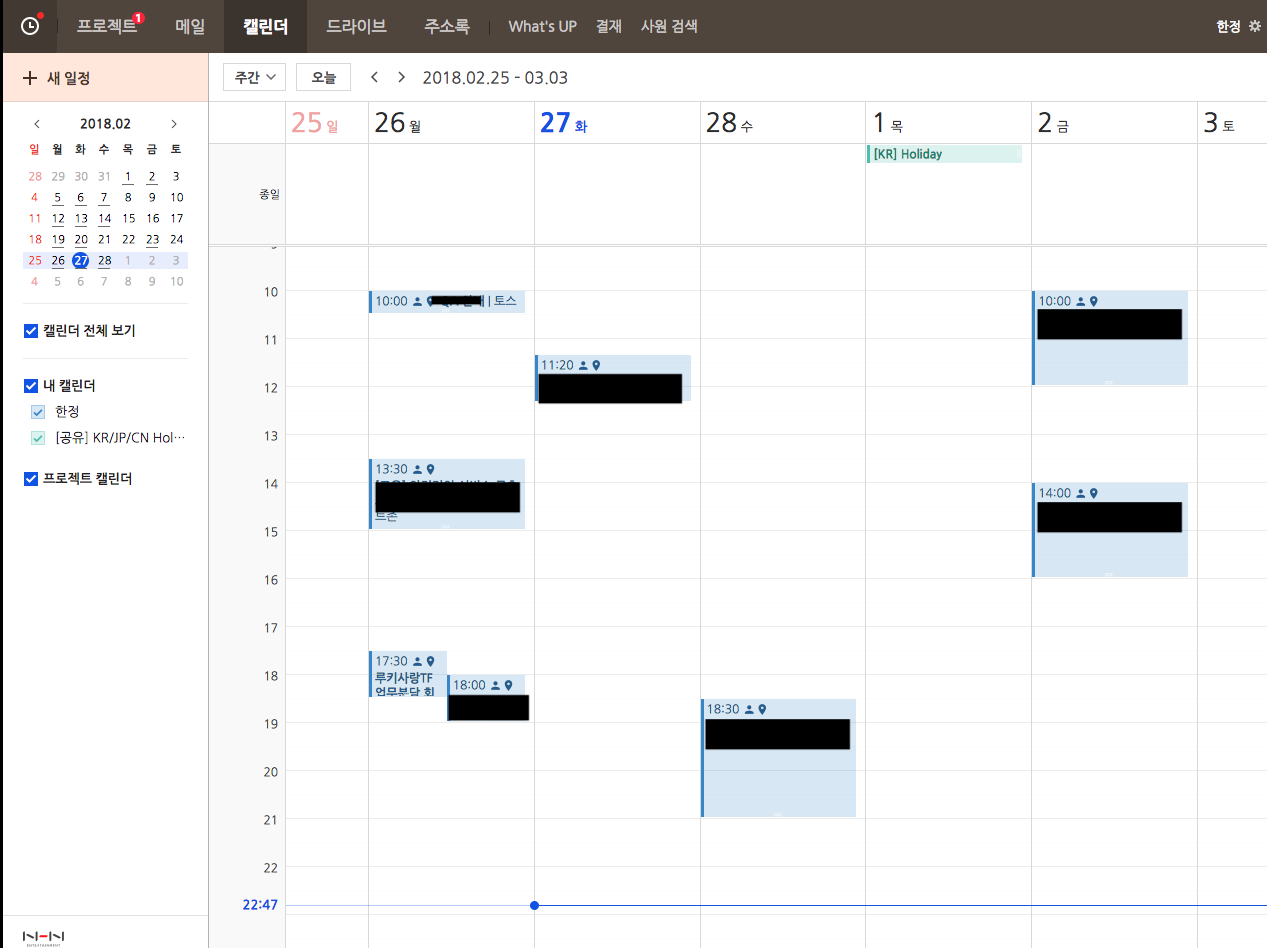 프로젝트 1 메일 캘린더 드라이브 주소록 What's UP 결재 사원 검색 한정
새 일정
주간 오늘 2018.02.25 - 03.03
2018.02
일 월 화 수 목 금 토
28 29 30 31 1 2 3
4 5 6 7 8 9 10
11 12 13 14 15 16 17
18 19 20 21 22 23 24
25 26 27 28 1 2 3
4 5 6 7 8 9 10
캘린더 전체 보기
내 캘린더
한정
[공유] KR/JP/CN Hol…
프로젝트 캘린더
NHN
ENTERTAINMENT
25 일 26 월 27 화 28 수 1 목 2 금 3 토
종일
[KR] Holiday
10
10:00 | 토스
10:00
11
11:20
12
13
13:30
트존
14
14:00
15
16
17
17:30
루키사랑TF
업무분담 회
18
18:00
18:30
19
20
21
22
22:47